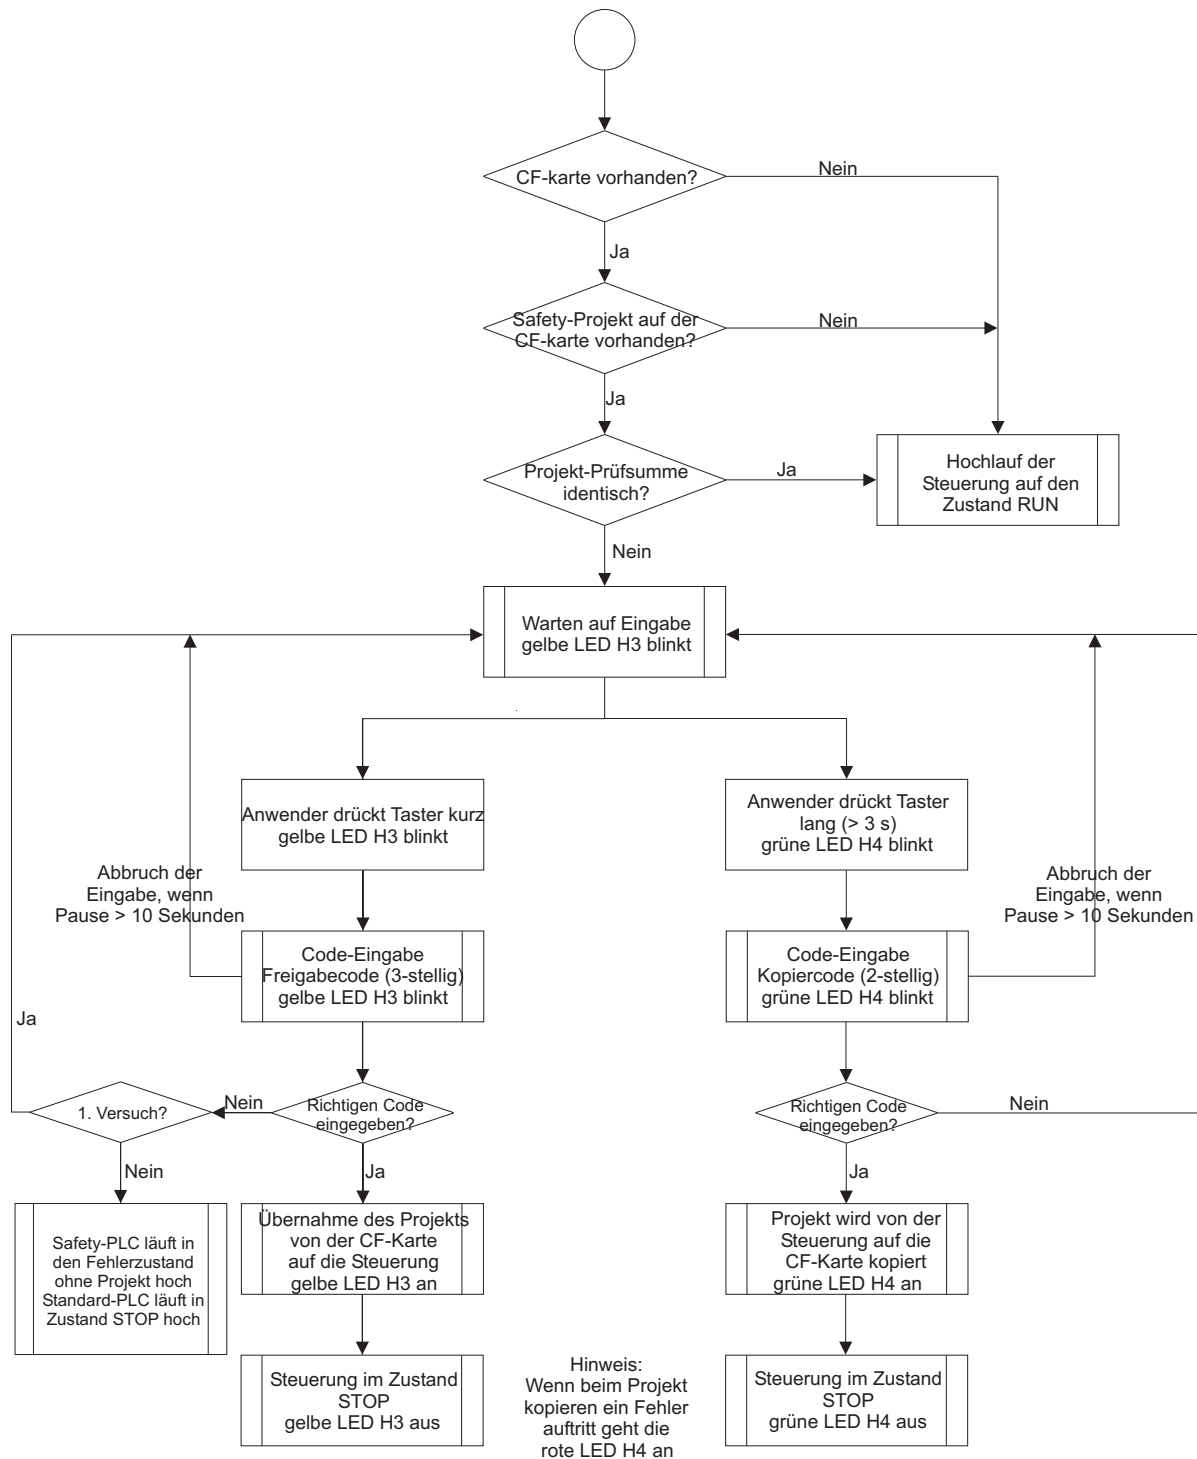 CF-karte vorhanden?
Nein
Ja
Safety-Projekt auf der
CF-karte vorhanden?
Nein
Ja
Projekt-Prüfsumme
identisch?
Ja
Hochlauf der
Steuerung auf den
Zustand RUN
Nein
Warten auf Eingabe
gelbe LED H3 blinkt
Anwender drückt Taster kurz
gelbe LED H3 blinkt
Anwender drückt Taster
lang (> 3 s)
grüne LED H4 blinkt
Abbruch der
Eingabe, wenn
Pause > 10 Sekunden
Abbruch der
Eingabe, wenn
Pause > 10 Sekunden
Code-Eingabe
Freigabecode (3-stellig)
gelbe LED H3 blinkt
Code-Eingabe
Kopiercode (2-stellig)
grüne LED H4 blinkt
Ja
1. Versuch?
Nein
Richtigen Code
eingegeben?
Richtigen Code
eingegeben?
Nein
Nein
Ja
Ja
Safety-PLC läuft in
den Fehlerzustand
ohne Projekt hoch
Standard-PLC läuft in
Zustand STOP hoch
Übernahme des Projekts
von der CF-Karte
auf die Steuerung
gelbe LED H3 an
Projekt wird von der
Steuerung auf die
CF-Karte kopiert
grüne LED H4 an
Steuerung im Zustand
STOP
gelbe LED H3 aus
Hinweis:
Wenn beim Projekt
kopieren ein Fehler
auftritt geht die
rote LED H4 an
Steuerung im Zustand
STOP
grüne LED H4 aus